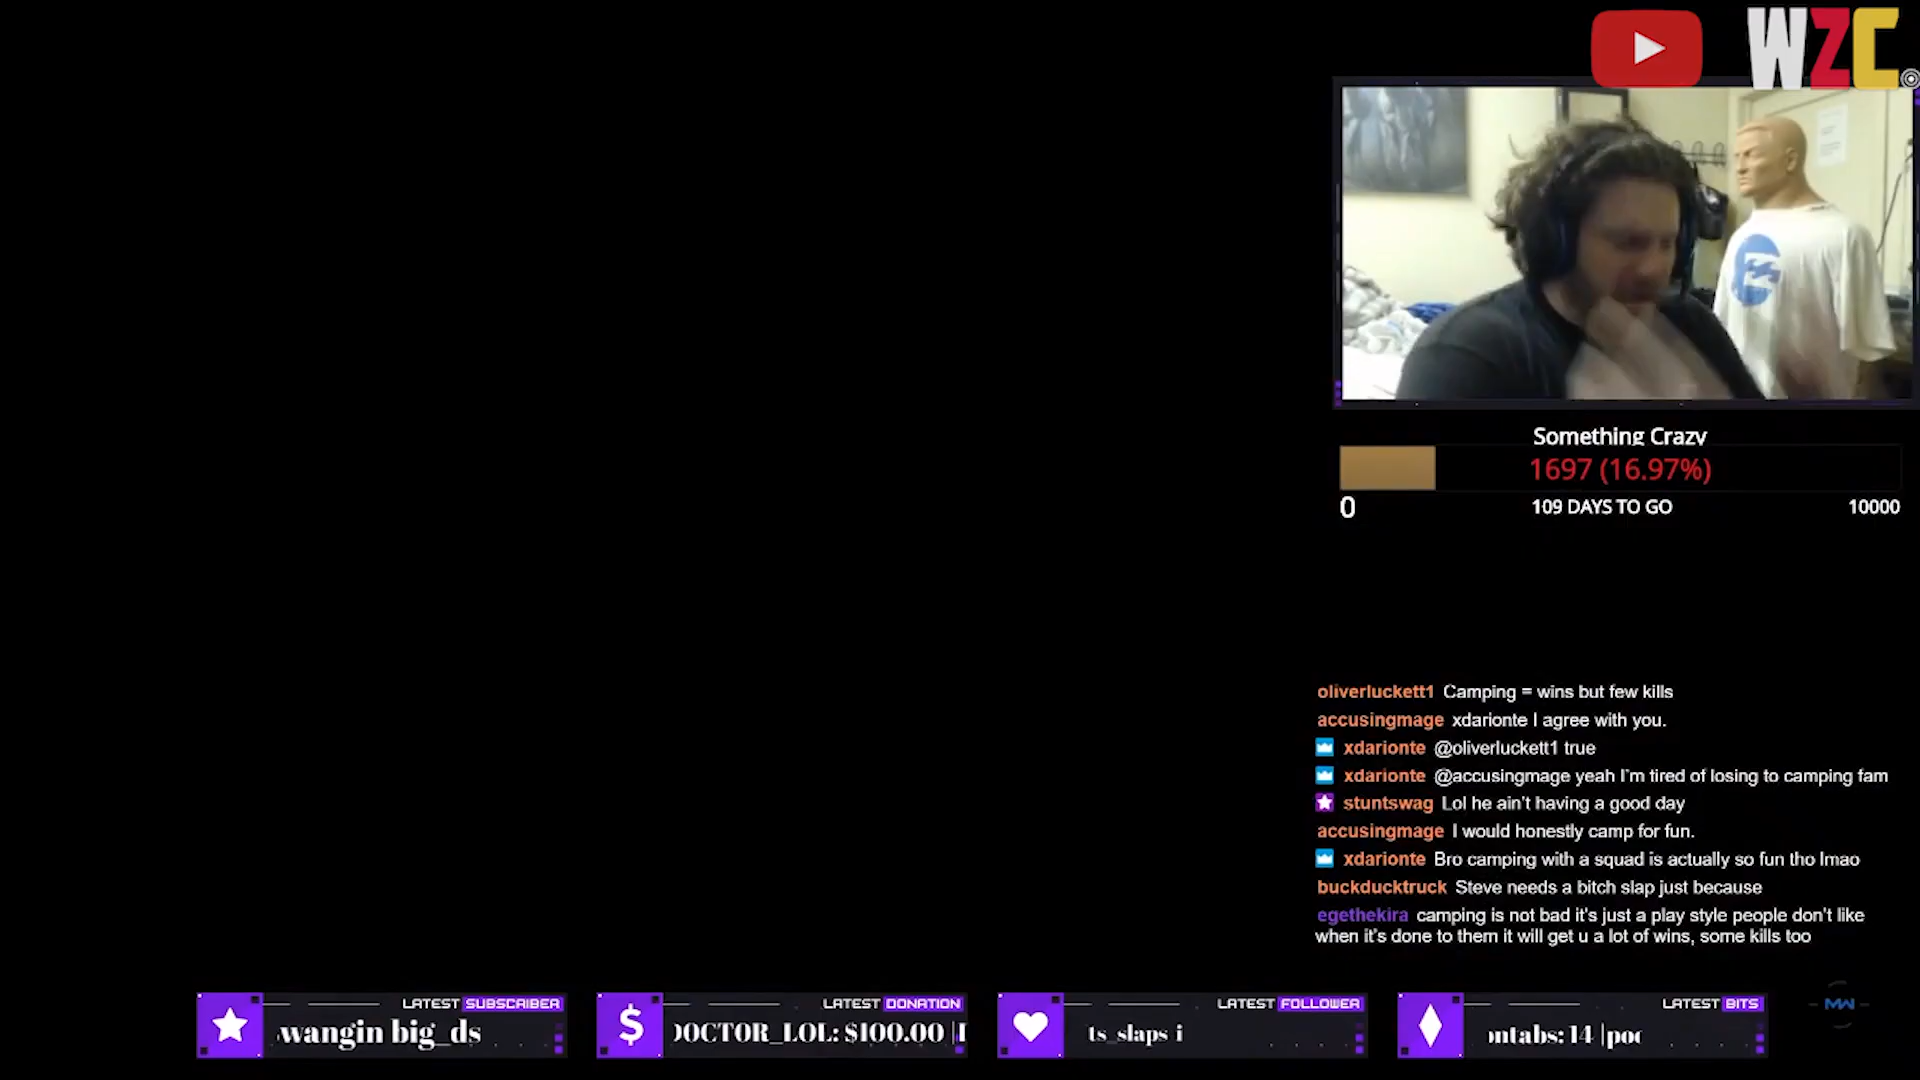 WZC
Something Crazy
1697 (16.97%)
0 109 DAYS TO GO 10000
oliverluckett1 Camping = wins but few kills
accusingmage xdarionte I agree with you.
xdarionte @oliverluckett1 true
xdarionte @accusingmage yeah I'm tired of losing to camping fam
stuntswag Lol he ain't having a good day
accusingmage I would honestly camp for fun.
xdarionte Bro camping with a squad is actually so fun tho lmao
buckducktruck Steve needs a bitch slap just because
egethekira camping is not bad it's just a play style people don't like
when it's done to them it will get u a lot of wins, some kills too
LATEST SUBSCRIBER
wangin big_ds
LATEST DONATION
DOCTOR_LOL: $100.00
LATEST FOLLOWER
ts_slaps i
LATEST BITS
ontabs: 14 |poo
MW